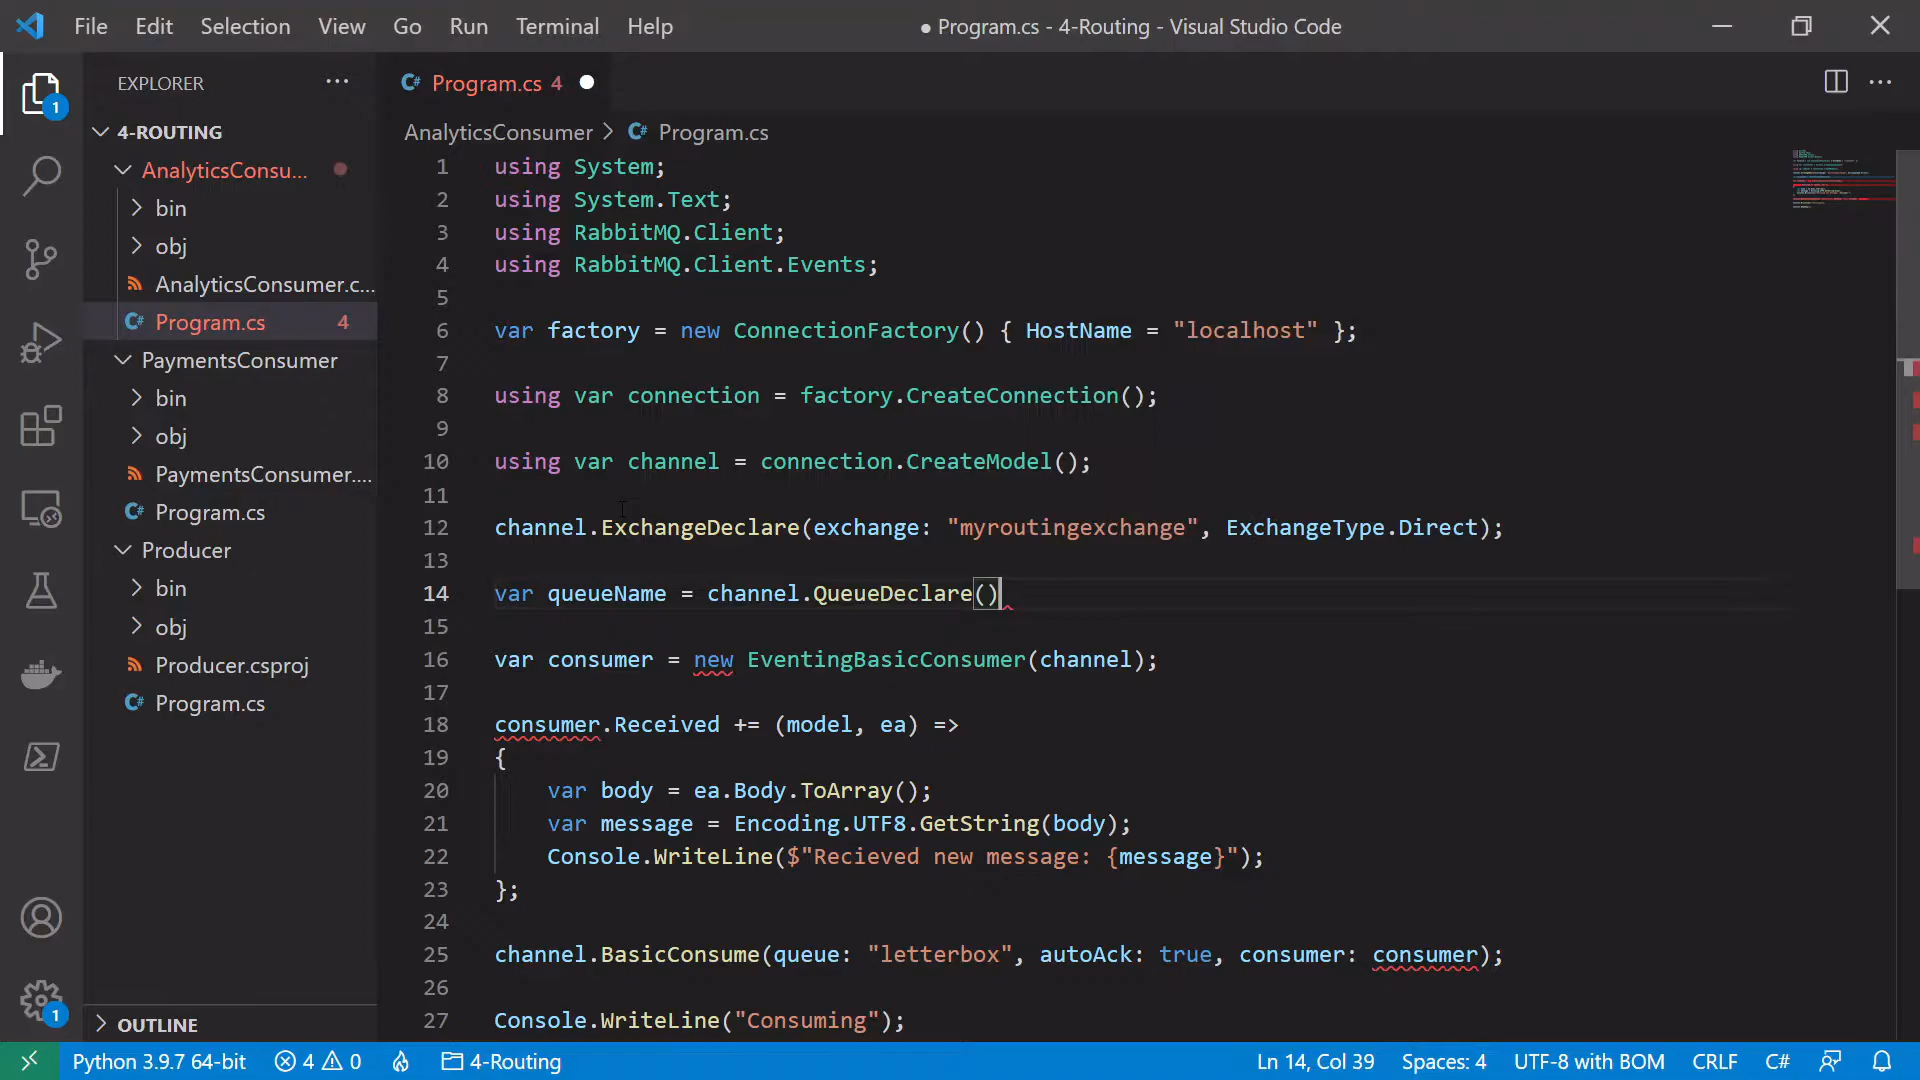 File Edit Selection View Go Run Terminal Help ● Program.cs - 4-Routing - Visual Studio Code
EXPLORER ···
4-ROUTING
AnalyticsConsu...
bin
obj
AnalyticsConsumer.c...
Program.cs 4
PaymentsConsumer
bin
obj
PaymentsConsumer....
Program.cs
Producer
bin
obj
Producer.csproj
Program.cs
OUTLINE
1
1
Program.cs 4
AnalyticsConsumer > Program.cs
1 using System;
2 using System.Text;
3 using RabbitMQ.Client;
4 using RabbitMQ.Client.Events;
5
6 var factory = new ConnectionFactory() { HostName = "localhost" };
7
8 using var connection = factory.CreateConnection();
9
10 using var channel = connection.CreateModel();
11
12 channel.ExchangeDeclare(exchange: "myroutingexchange", ExchangeType.Direct);
13
14 var queueName = channel.QueueDeclare()
15
16 var consumer = new EventingBasicConsumer(channel);
17
18 consumer.Received += (model, ea) =>
19 {
20     var body = ea.Body.ToArray();
21     var message = Encoding.UTF8.GetString(body);
22     Console.WriteLine($"Recieved new message: {message}");
23 };
24
25 channel.BasicConsume(queue: "letterbox", autoAck: true, consumer: consumer);
26
27 Console.WriteLine("Consuming");
Python 3.9.7 64-bit 4 0 4-Routing Ln 14, Col 39 Spaces: 4 UTF-8 with BOM CRLF C#